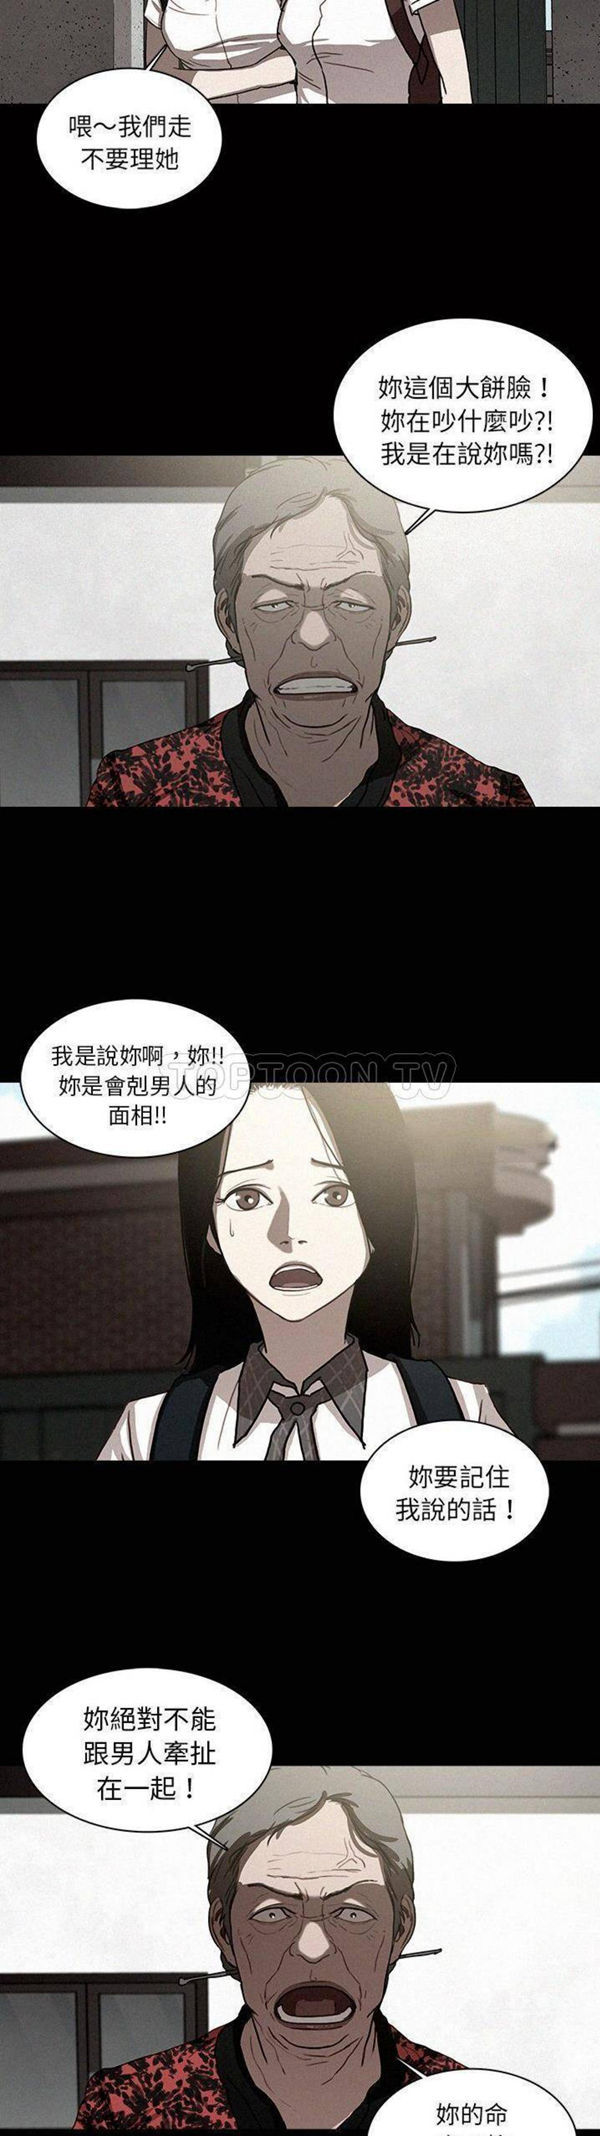 喂～我們走
不要理她
妳這個大餅臉！
妳在吵什麼吵?!
我是在說妳嗎?!
我是說妳啊，妳!!
妳是會剋男人的
面相!!
TOPTOON.TV
妳要記住
我說的話！
妳絕對不能
跟男人牽扯
在一起！
妳的命